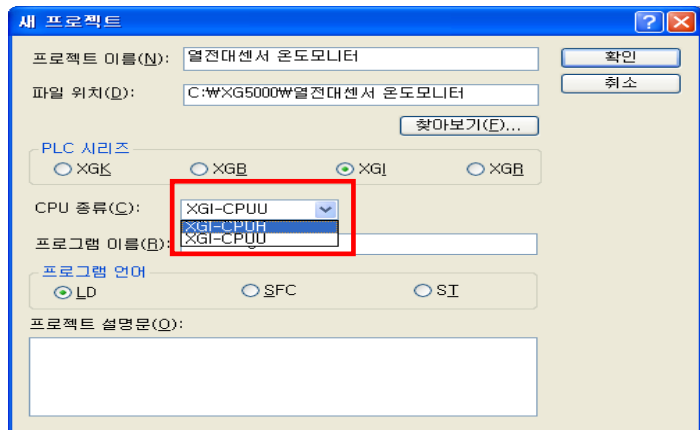 새 프로젝트
프로젝트 이름(N): 열전대센서 온도모니터
확인
파일 위치(D): C:₩XG5000₩열전대센서 온도모니터
취소
찾아보기(F)...
PLC 시리즈
XGK XGB XGI XGR
CPU 종류(C): XGI-CPUU
XGI-CPUH
프로그램 이름(R): XGI-CPUU
프로그램 언어
LD SFC ST
프로젝트 설명문(O):